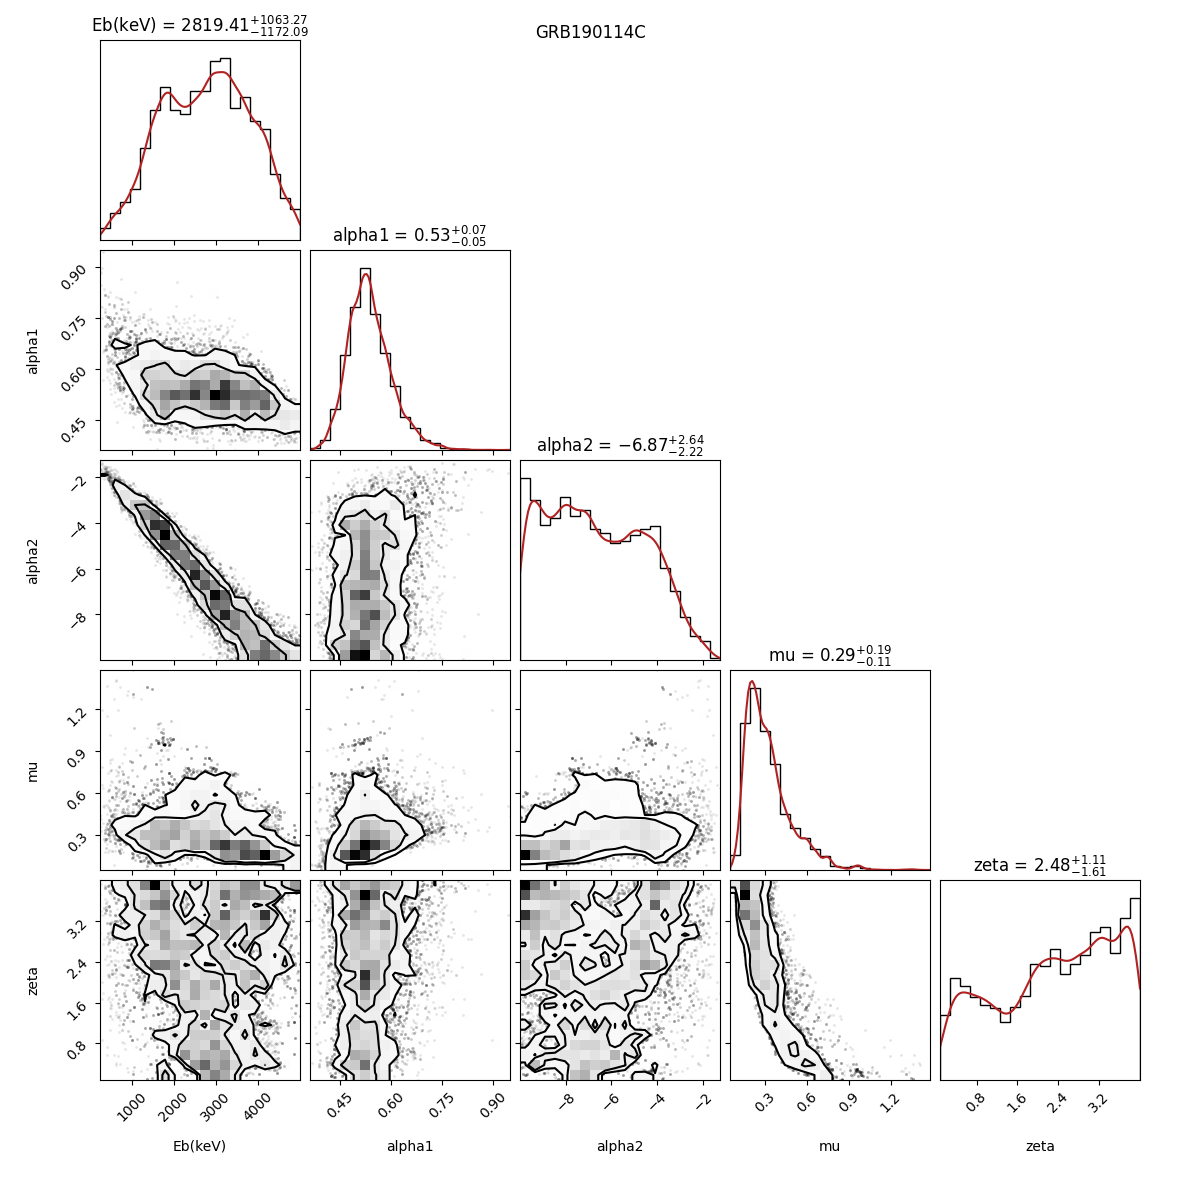 Eb(keV) = 2819.41+1063.27−1172.09
GRB190114C
alpha1 = 0.53+0.07−0.05
0.90
0.75
0.60
0.45
alpha1
alpha2 = −6.87+2.64−2.22
−2
−4
−6
−8
alpha2
mu = 0.29+0.19−0.11
1.2
0.9
0.6
0.3
mu
zeta = 2.48+1.11−1.61
3.2
2.4
1.6
0.8
zeta
1000 2000 3000 4000 0.45 0.60 0.75 0.90 −8 −6 −4 −2 0.3 0.6 0.9 1.2 0.8 1.6 2.4 3.2
Eb(keV) alpha1 alpha2 mu zeta